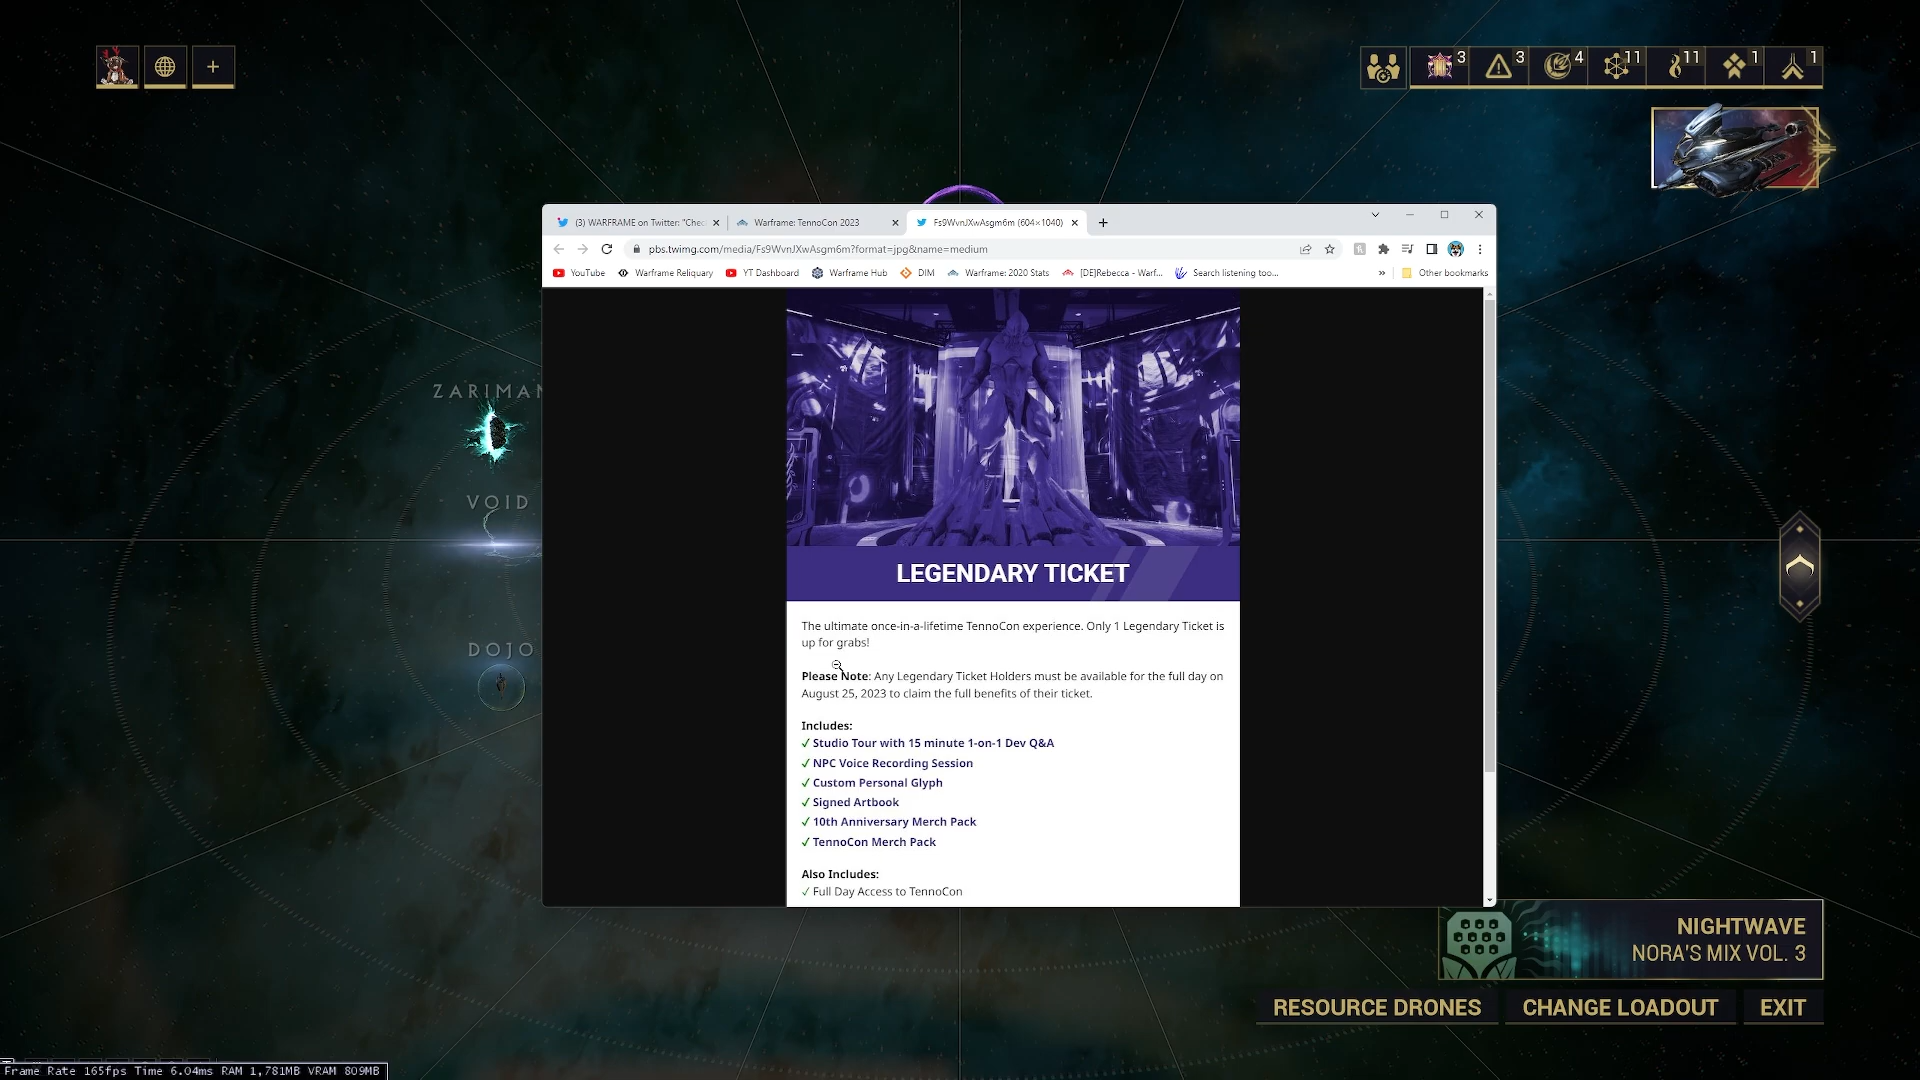 3
3
4
11
11
1
1
(3) WARFRAME on Twitter: "Chec
Warframe: TennoCon 2023
Fs9WvnJXwAsgm6m (604×1040)
pbs.twimg.com/media/Fs9WvnJXwAsgm6m?format=jpg&name=medium
YouTube
Warframe Reliquary
YT Dashboard
Warframe Hub
DIM
Warframe: 2020 Stats
[DE]Rebecca - Warf...
Search listening too...
»
Other bookmarks
ZARIMAN
VOID
DOJO
LEGENDARY TICKET
The ultimate once-in-a-lifetime TennoCon experience. Only 1 Legendary Ticket is
up for grabs!
Please Note: Any Legendary Ticket Holders must be available for the full day on
August 25, 2023 to claim the full benefits of their ticket.
Includes:
✓ Studio Tour with 15 minute 1-on-1 Dev Q&A
✓ NPC Voice Recording Session
✓ Custom Personal Glyph
✓ Signed Artbook
✓ 10th Anniversary Merch Pack
✓ TennoCon Merch Pack
Also Includes:
✓ Full Day Access to TennoCon
NIGHTWAVE
NORA'S MIX VOL. 3
RESOURCE DRONES
CHANGE LOADOUT
EXIT
Frame Rate 165fps Time 6.04ms RAM 1,781MB VRAM 809MB